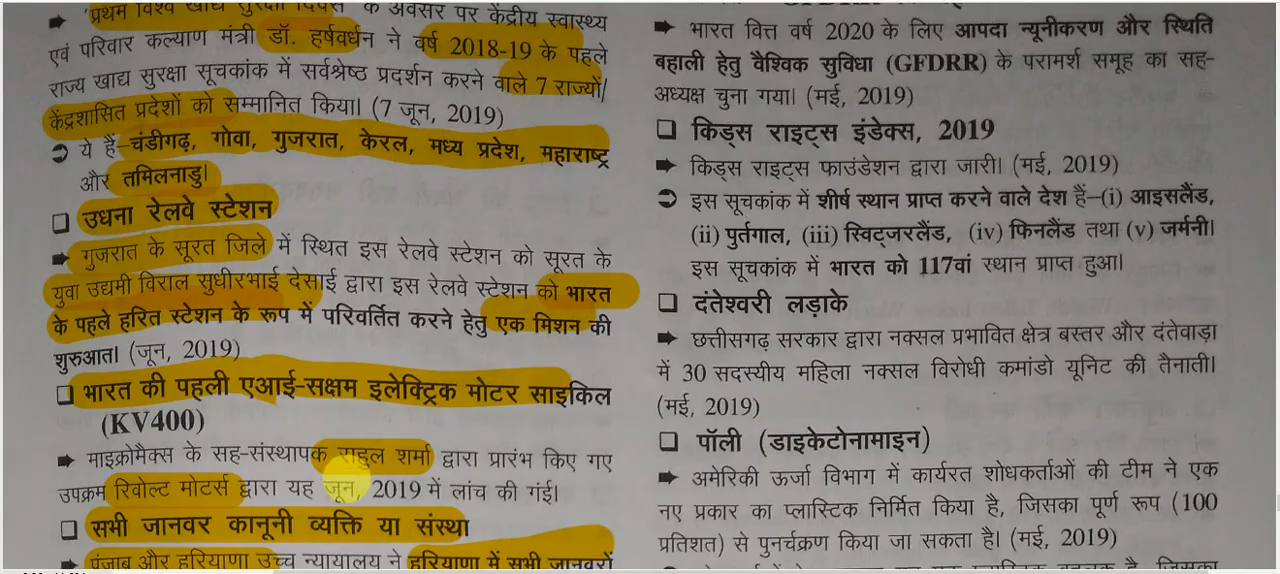 ➡ 'प्रथम विश्व खाद्य सुरक्षा दिवस' के अवसर पर केंद्रीय स्वास्थ्य
एवं परिवार कल्याण मंत्री डॉ. हर्षवर्धन ने वर्ष 2018-19 के पहले
राज्य खाद्य सुरक्षा सूचकांक में सर्वश्रेष्ठ प्रदर्शन करने वाले 7 राज्यों/
केंद्रशासित प्रदेशों को सम्मानित किया। (7 जून, 2019)
➲ ये हैं–चंडीगढ़, गोवा, गुजरात, केरल, मध्य प्रदेश, महाराष्ट्र
और तमिलनाडु।
❑ उधना रेलवे स्टेशन
➡ गुजरात के सूरत जिले में स्थित इस रेलवे स्टेशन को सूरत के
युवा उद्यमी विराल सुधीरभाई देसाई द्वारा इस रेलवे स्टेशन को भारत
के पहले हरित स्टेशन के रूप में परिवर्तित करने हेतु एक मिशन की
शुरुआत। (जून, 2019)
❑ भारत की पहली एआई-सक्षम इलेक्ट्रिक मोटर साइकिल
(KV400)
➡ माइक्रोमैक्स के सह-संस्थापक राहुल शर्मा द्वारा प्रारंभ किए गए
उपक्रम रिवोल्ट मोटर्स द्वारा यह जून, 2019 में लांच की गंई।
❑ सभी जानवर कानूनी व्यक्ति या संस्था
➡ पंजाब और हरियाणा उच्च न्यायालय ने हरियाणा में सभी जानवरों
➡ भारत वित्त वर्ष 2020 के लिए आपदा न्यूनीकरण और स्थिति
बहाली हेतु वैश्विक सुविधा (GFDRR) के परामर्श समूह का सह-
अध्यक्ष चुना गया। (मई, 2019)
❑ किड्स राइट्स इंडेक्स, 2019
➡ किड्स राइट्स फाउंडेशन द्वारा जारी। (मई, 2019)
➲ इस सूचकांक में शीर्ष स्थान प्राप्त करने वाले देश हैं–(i) आइसलैंड,
(ii) पुर्तगाल, (iii) स्विट्जरलैंड, (iv) फिनलैंड तथा (v) जर्मनी।
इस सूचकांक में भारत को 117वां स्थान प्राप्त हुआ।
❑ दंतेश्वरी लड़ाके
➡ छत्तीसगढ़ सरकार द्वारा नक्सल प्रभावित क्षेत्र बस्तर और दंतेवाड़ा
में 30 सदस्यीय महिला नक्सल विरोधी कमांडो यूनिट की तैनाती।
(मई, 2019)
❑ पॉली (डाइकेटोनामाइन)
➡ अमेरिकी ऊर्जा विभाग में कार्यरत शोधकर्ताओं की टीम ने एक
नए प्रकार का प्लास्टिक निर्मित किया है, जिसका पूर्ण रूप (100
प्रतिशत) से पुनर्चक्रण किया जा सकता है। (मई, 2019)